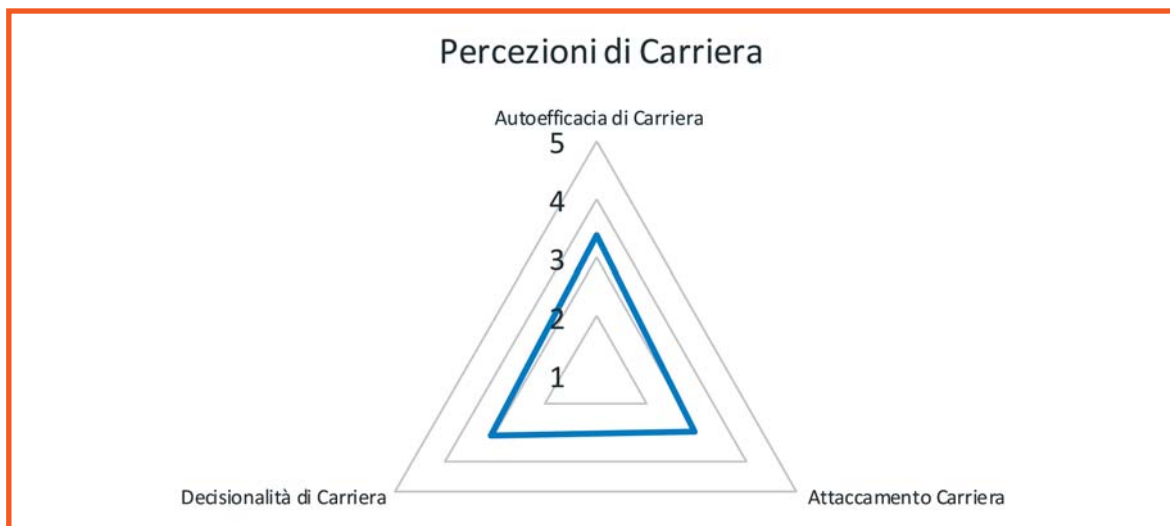 Percezioni di Carriera
Autoefficacia di Carriera
5
4
3
2
1
Decisionalità di Carriera
Attaccamento Carriera